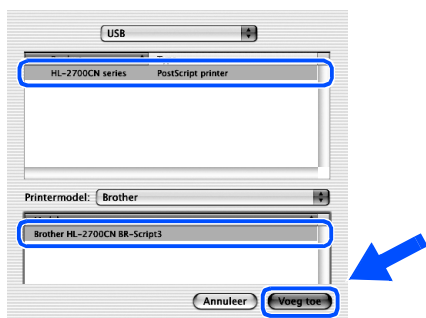 USB
HL-2700CN series PostScript printer
Printermodel: Brother
Brother HL-2700CN BR-Script3
Annuleer Voeg toe